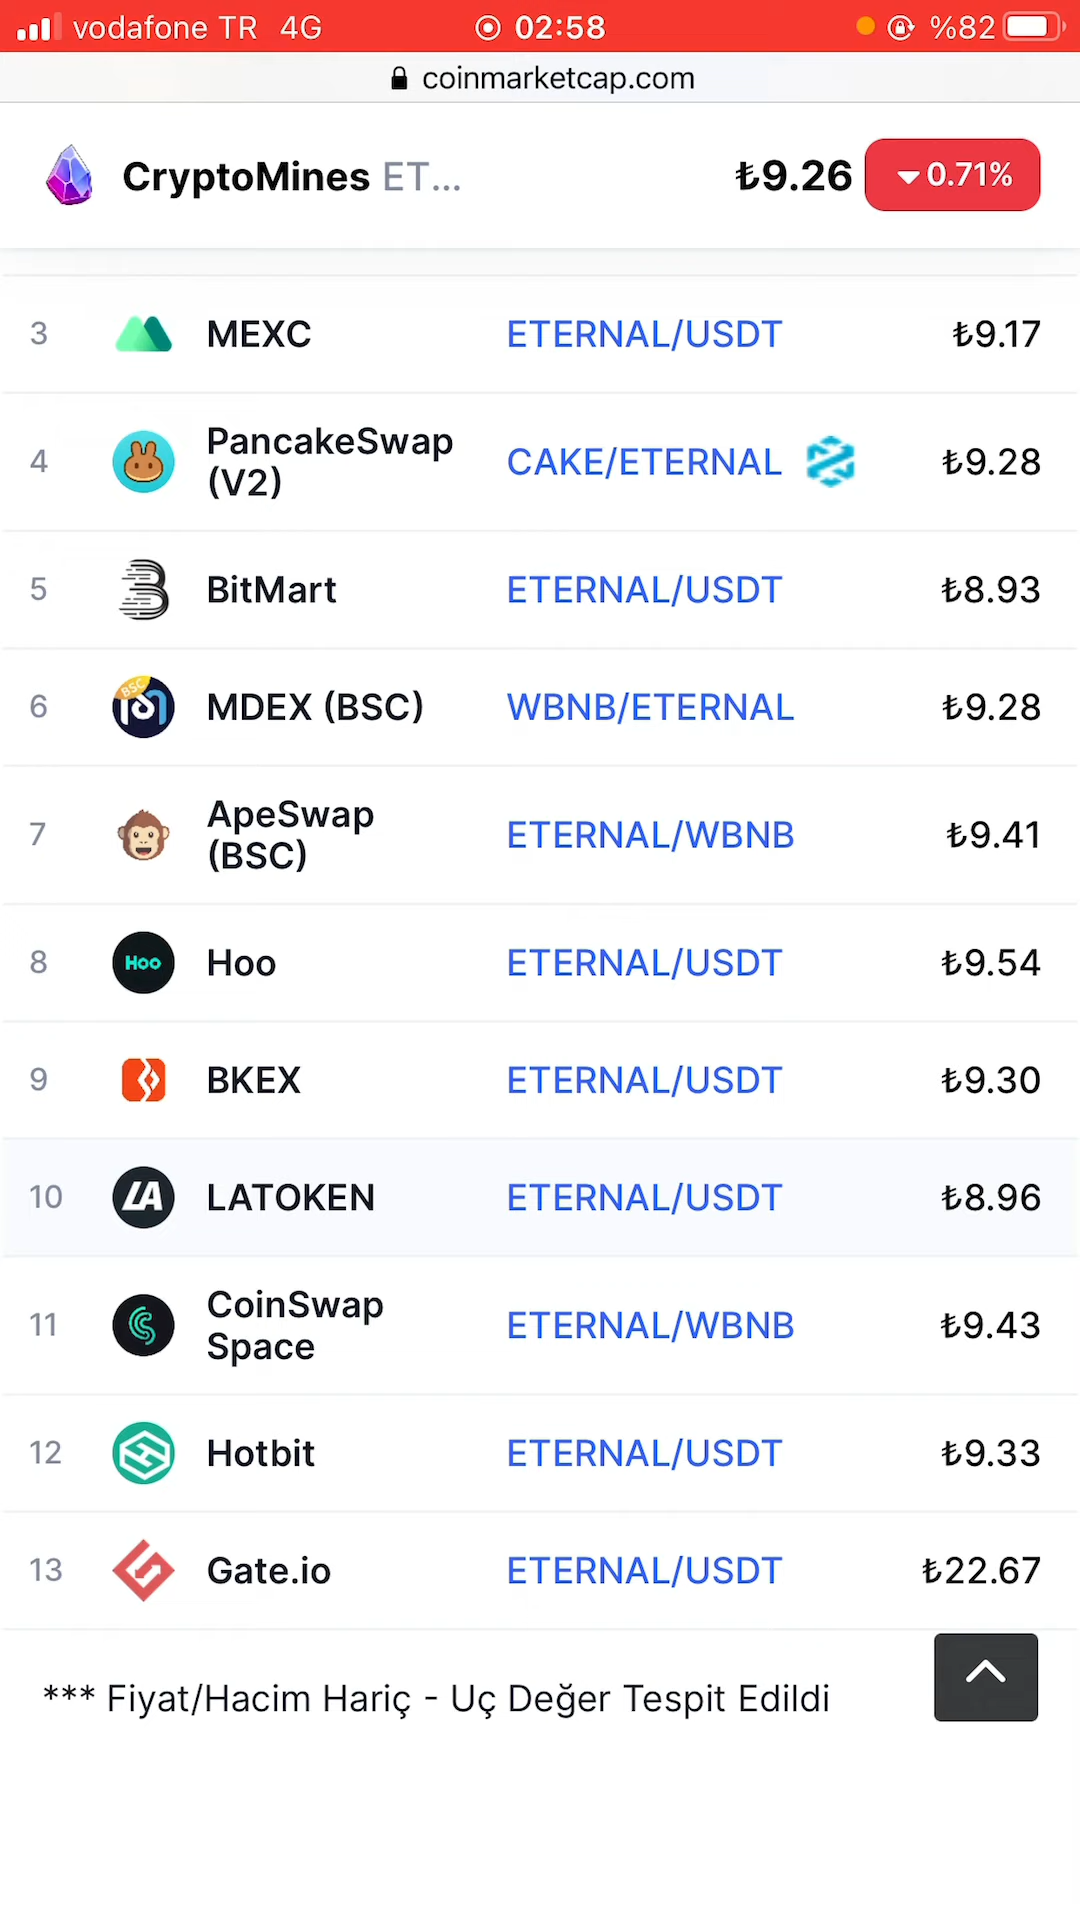 vodafone TR 4G 02:58 %82
coinmarketcap.com
CryptoMines ET... ₺9.26 0.71%
3 MEXC ETERNAL/USDT ₺9.17
4 PancakeSwap (V2) CAKE/ETERNAL ₺9.28
5 BitMart ETERNAL/USDT ₺8.93
BSC
6 MDEX (BSC) WBNB/ETERNAL ₺9.28
7 ApeSwap (BSC) ETERNAL/WBNB ₺9.41
8 Hoo Hoo ETERNAL/USDT ₺9.54
9 BKEX ETERNAL/USDT ₺9.30
10 LA LATOKEN ETERNAL/USDT ₺8.96
11 CoinSwap Space ETERNAL/WBNB ₺9.43
12 Hotbit ETERNAL/USDT ₺9.33
13 Gate.io ETERNAL/USDT ₺22.67
*** Fiyat/Hacim Hariç - Uç Değer Tespit Edildi